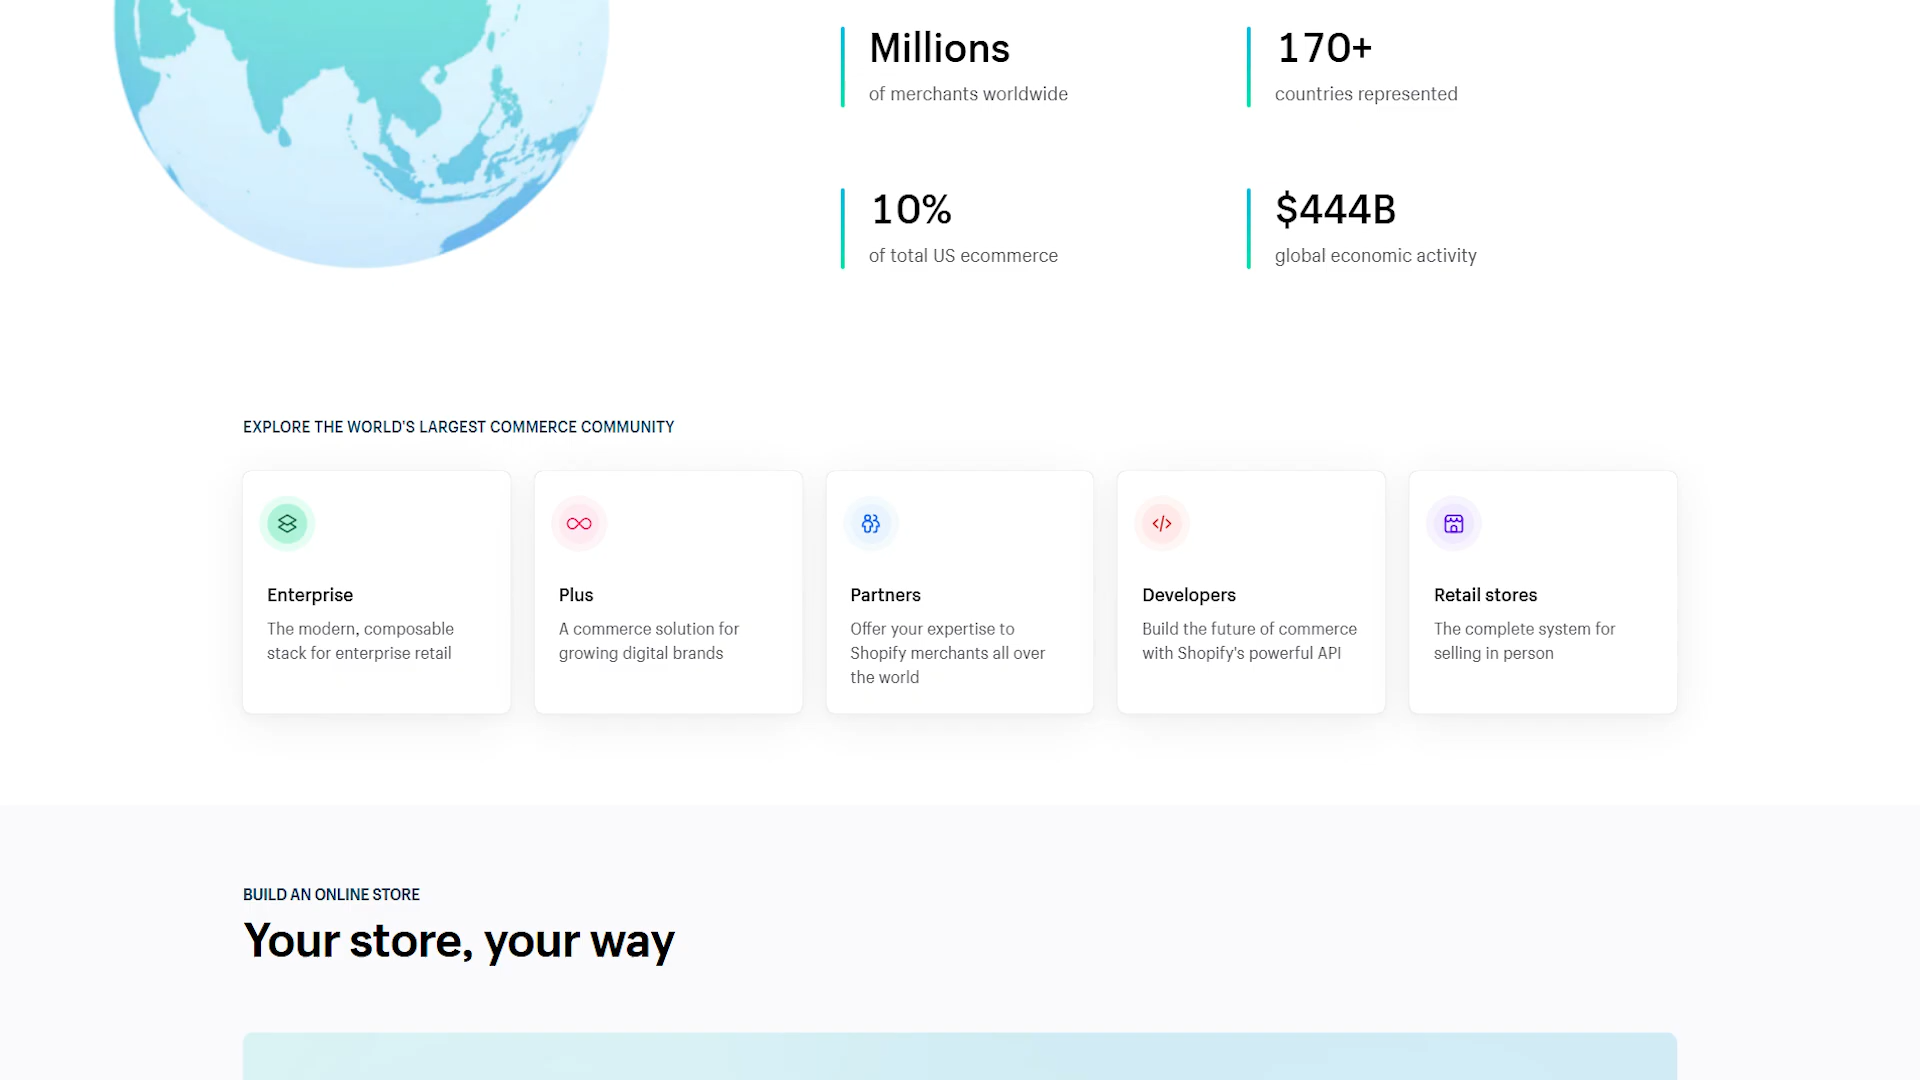 Millions
of merchants worldwide
170+
countries represented
10%
of total US ecommerce
$444B
global economic activity
EXPLORE THE WORLD'S LARGEST COMMERCE COMMUNITY
Enterprise
The modern, composable
stack for enterprise retail
Plus
A commerce solution for
growing digital brands
Partners
Offer your expertise to
Shopify merchants all over
the world
Developers
Build the future of commerce
with Shopify's powerful API
Retail stores
The complete system for
selling in person
BUILD AN ONLINE STORE
Your store, your way